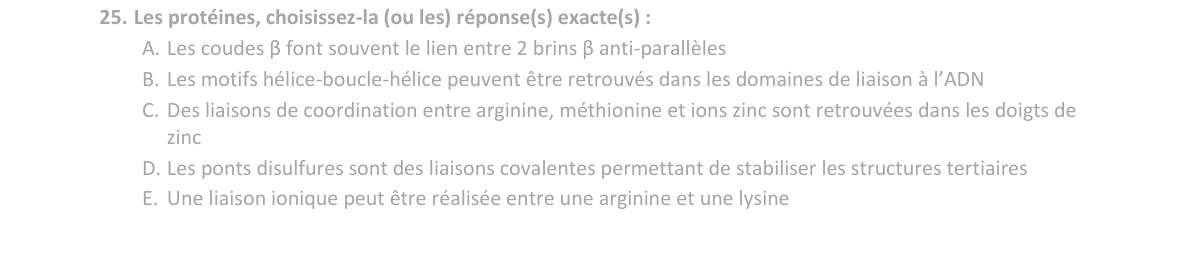 25. Les protéines, choisissez-la (ou les) réponse(s) exacte(s) :
A. Les coudes β font souvent le lien entre 2 brins β anti-parallèles
B. Les motifs hélice-boucle-hélice peuvent être retrouvés dans les domaines de liaison à l’ADN
C. Des liaisons de coordination entre arginine, méthionine et ions zinc sont retrouvées dans les doigts de
zinc
D. Les ponts disulfures sont des liaisons covalentes permettant de stabiliser les structures tertiaires
E. Une liaison ionique peut être réalisée entre une arginine et une lysine